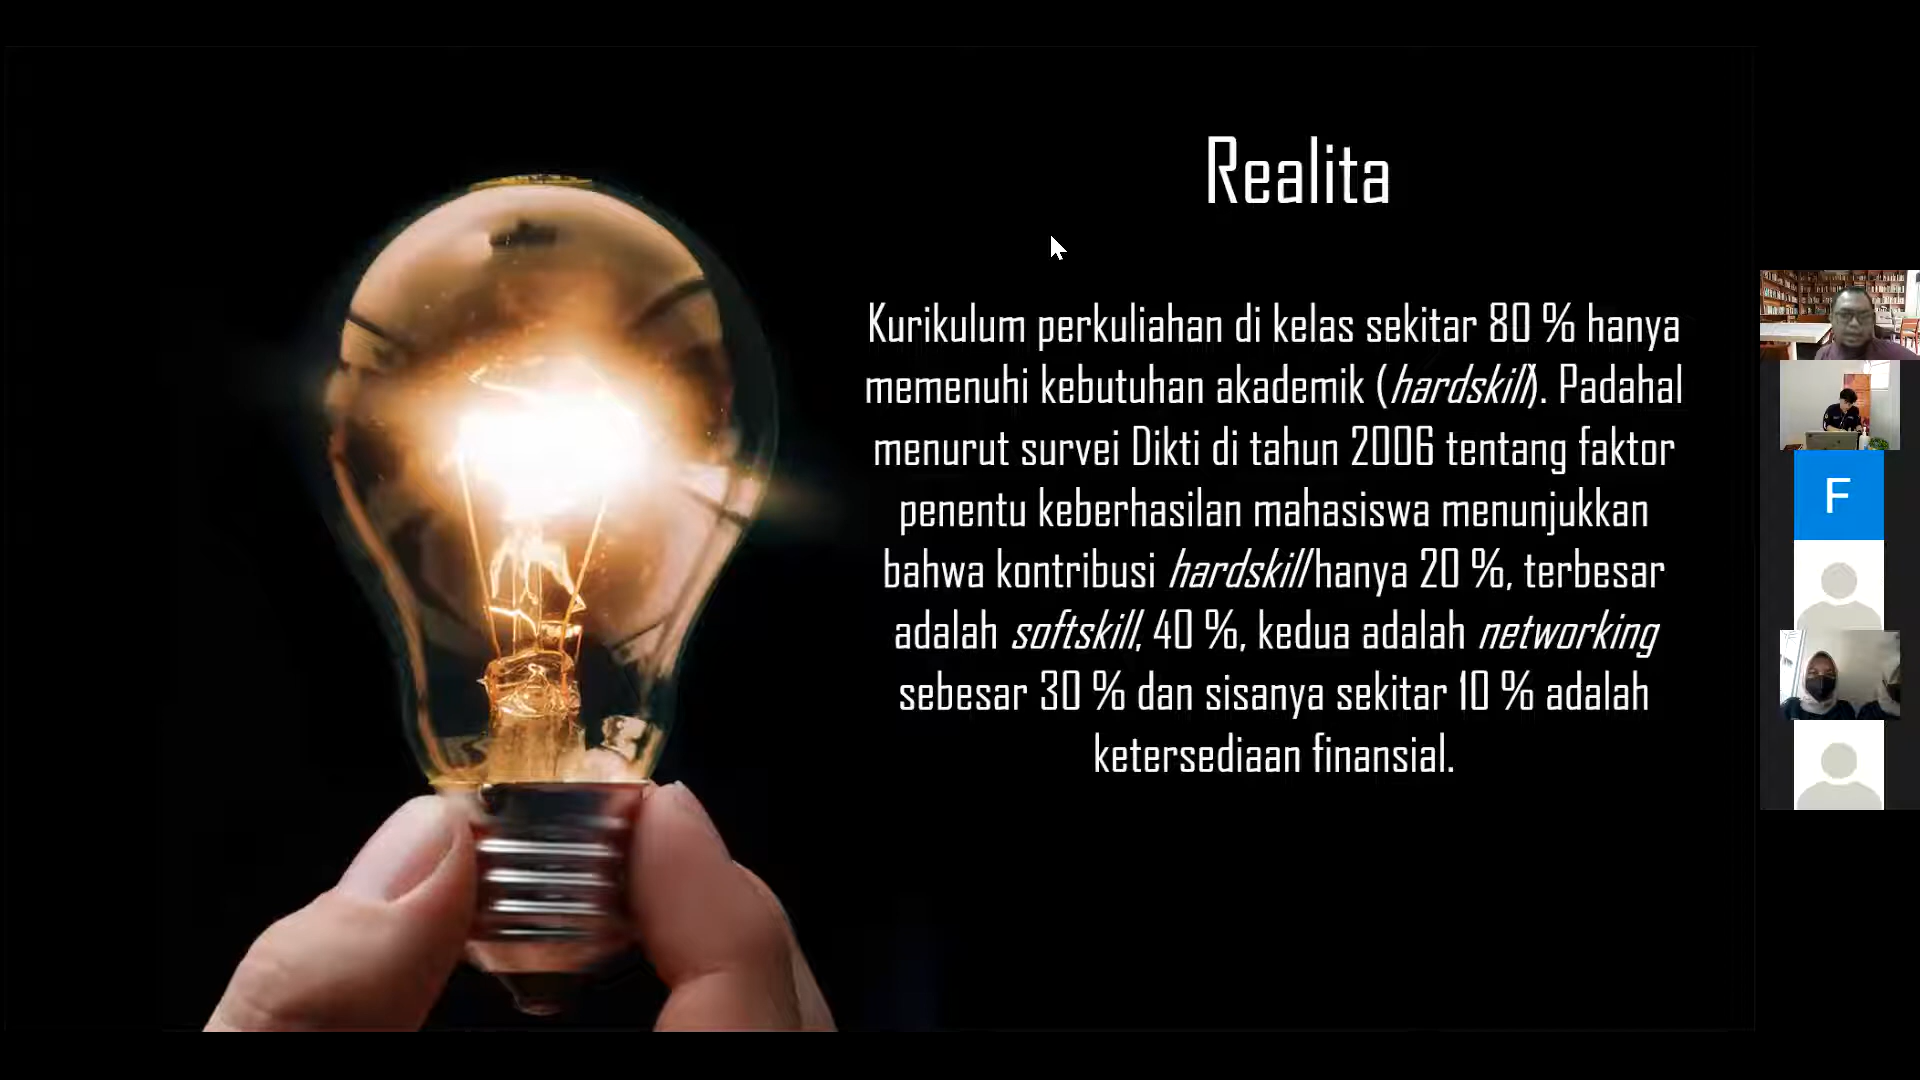 Realita
Kurikulum perkuliahan di kelas sekitar 80 % hanya
memenuhi kebutuhan akademik (hardskill). Padahal
menurut survei Dikti di tahun 2006 tentang faktor
penentu keberhasilan mahasiswa menunjukkan
bahwa kontribusi hardskill hanya 20 %, terbesar
adalah softskill, 40 %, kedua adalah networking
sebesar 30 % dan sisanya sekitar 10 % adalah
ketersediaan finansial.
F